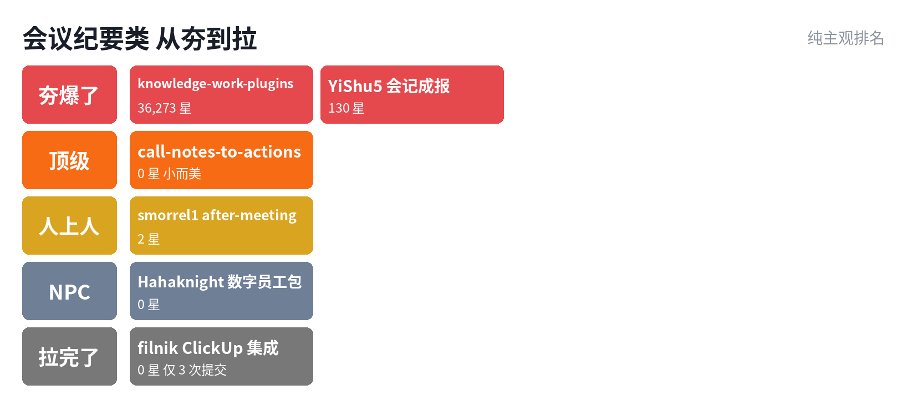 会议纪要类 从夯到拉
纯主观排名
夯爆了
knowledge-work-plugins
36,273 星
YiShu5 会记成报
130 星
顶级
call-notes-to-actions
0 星 小而美
人上人
smorrel1 after-meeting
2 星
NPC
Hahaknight 数字员工包
0 星
拉完了
filnik ClickUp 集成
0 星 仅 3 次提交